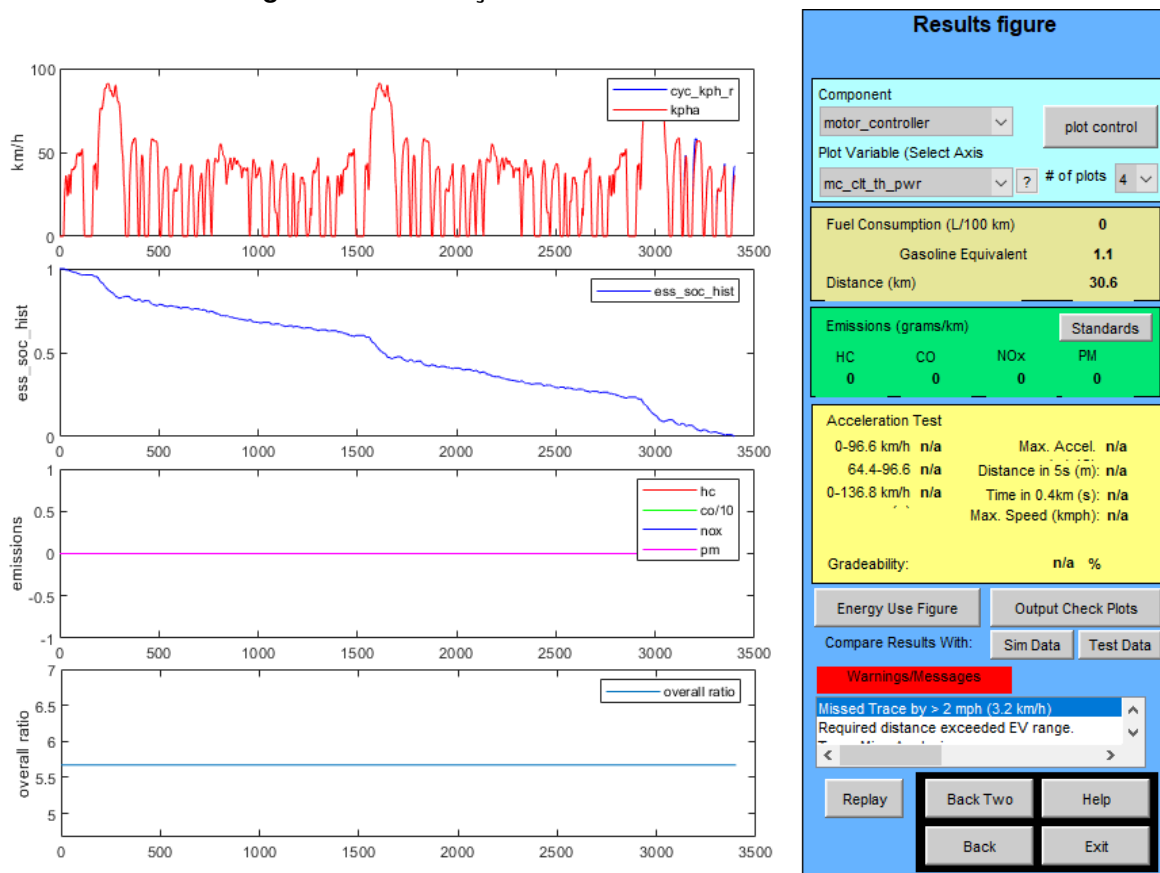 Results figure
100
50
0
km/h
cyc_kph_r
kpha
0 500 1000 1500 2000 2500 3000 3500
1
0.5
0
ess_soc_hist
ess_soc_hist
0 500 1000 1500 2000 2500 3000 3500
1
0.5
0
-0.5
-1
emissions
hc
co/10
nox
pm
0 500 1000 1500 2000 2500 3000 3500
7
6.5
6
5.5
5
overall ratio
overall ratio
0 500 1000 1500 2000 2500 3000 3500
Component
motor_controller
plot control
Plot Variable (Select Axis
mc_clt_th_pwr ? # of plots 4
Fuel Consumption (L/100 km) 0
Gasoline Equivalent 1.1
Distance (km) 30.6
Emissions (grams/km) Standards
HC CO NOx PM
0 0 0 0
Acceleration Test
0-96.6 km/h n/a Max. Accel. n/a
64.4-96.6 n/a Distance in 5s (m): n/a
0-136.8 km/h n/a Time in 0.4km (s): n/a
Max. Speed (kmph): n/a
Gradeability: n/a %
Energy Use Figure Output Check Plots
Compare Results With: Sim Data Test Data
Warnings/Messages
Missed Trace by > 2 mph (3.2 km/h)
Required distance exceeded EV range.
Replay Back Two Help
Back Exit